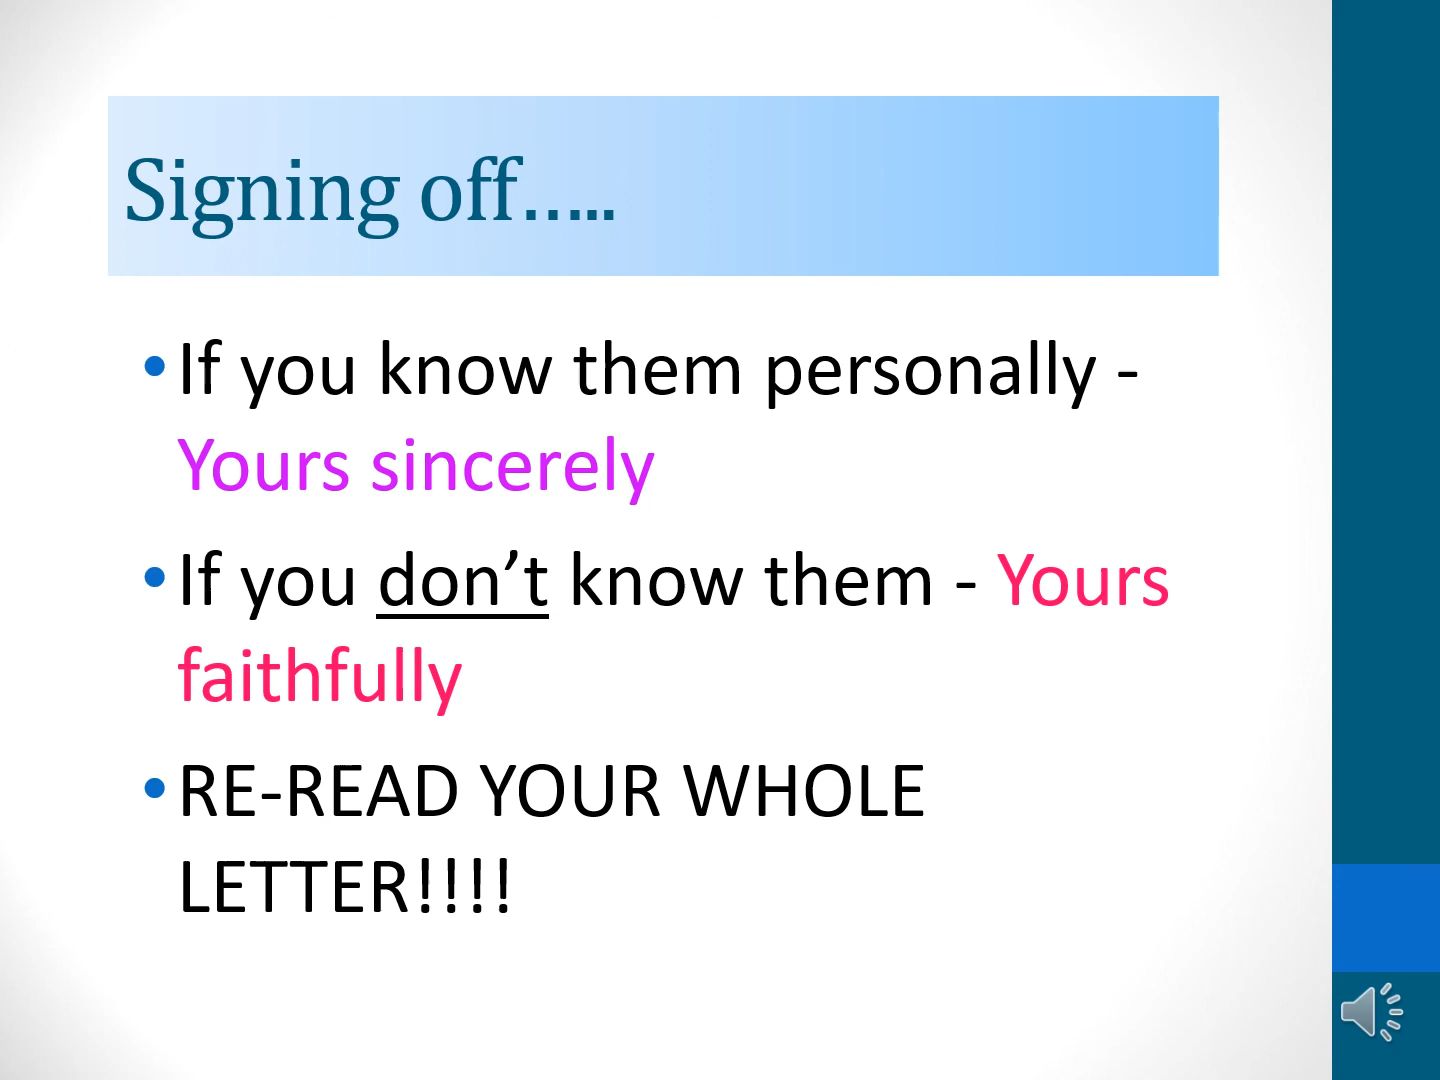 Signing off…..
•If you know them personally -
Yours sincerely
•If you don’t know them - Yours
faithfully
•RE-READ YOUR WHOLE
LETTER!!!!